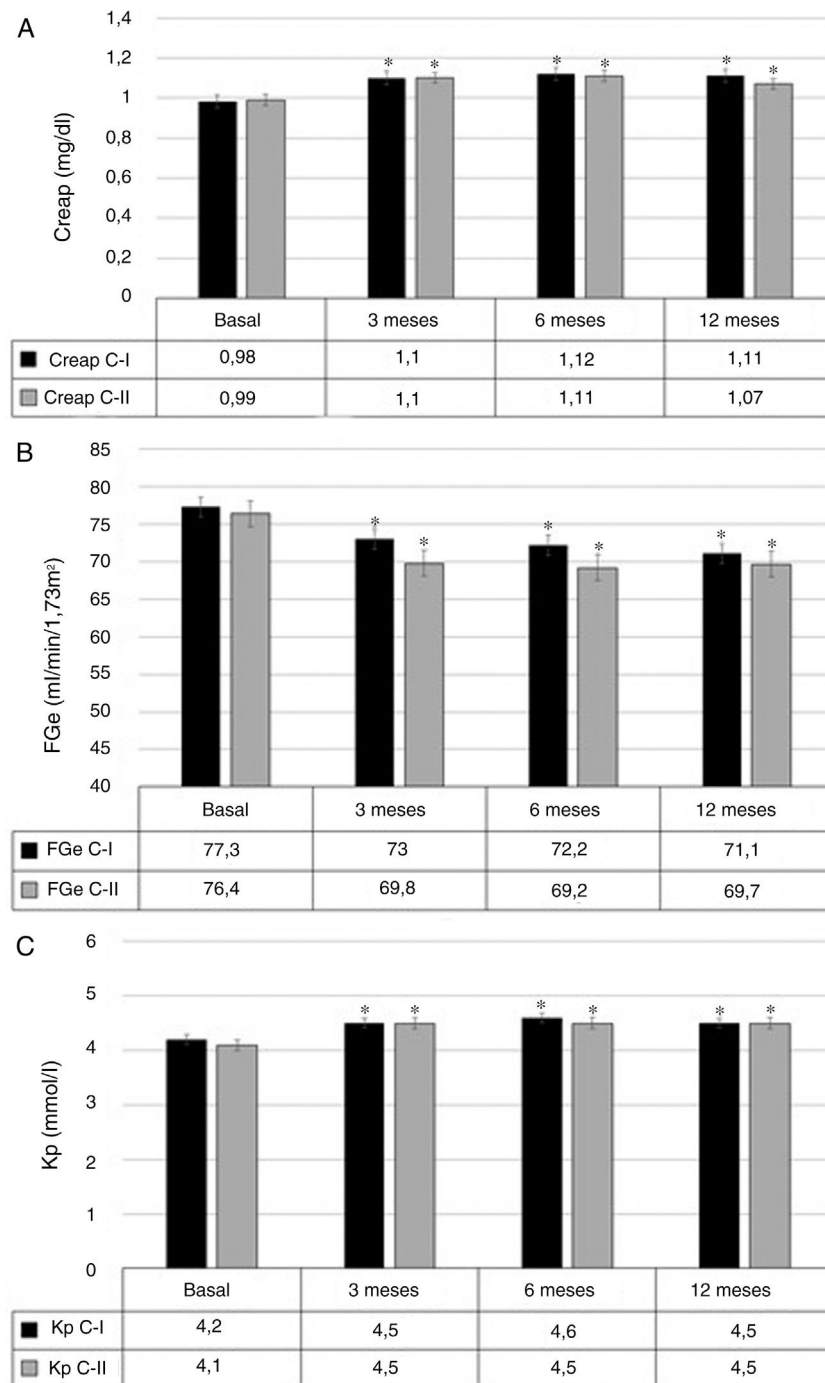 A
Creap (mg/dl)
1,4
1,2
1
0,8
0,6
0,4
0,2
0
* * * * * *
Basal 3 meses 6 meses 12 meses
Creap C-I 0,98 1,1 1,12 1,11
Creap C-II 0,99 1,1 1,11 1,07
B
FGe (ml/min/1,73m²)
85
80
75
70
65
60
55
50
45
40
* * * * * *
Basal 3 meses 6 meses 12 meses
FGe C-I 77,3 73 72,2 71,1
FGe C-II 76,4 69,8 69,2 69,7
C
Kp (mmol/l)
6
5
4
3
2
1
0
* * * * * *
Basal 3 meses 6 meses 12 meses
Kp C-I 4,2 4,5 4,6 4,5
Kp C-II 4,1 4,5 4,5 4,5